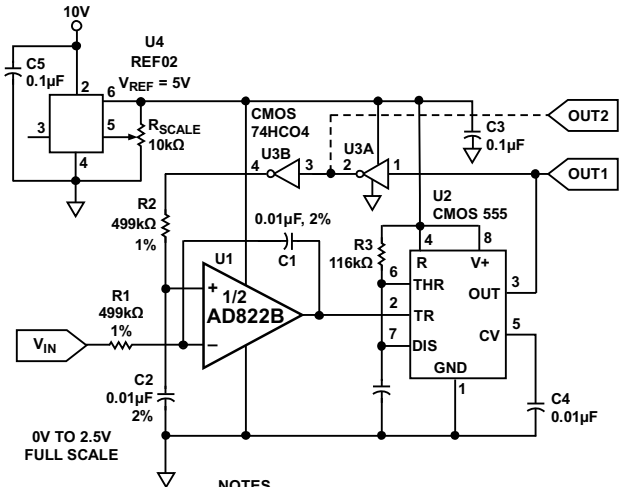 10V
U4
REF02
V_REF = 5V
C5
0.1µF
2
6
3
5
4
R_SCALE
10kΩ
CMOS
74HCO4
U3B
U3A
4
3
2
1
OUT2
C3
0.1µF
OUT1
U2
CMOS 555
R2
499kΩ
1%
0.01µF, 2%
C1
R3
116kΩ
4
8
R
V+
6
THR
OUT
3
2
TR
CV
5
7
DIS
GND
1
U1
+
1/2
AD822B
–
R1
499kΩ
1%
V_IN
C2
0.01µF
2%
C4
0.01µF
0V TO 2.5V
FULL SCALE
NOTES